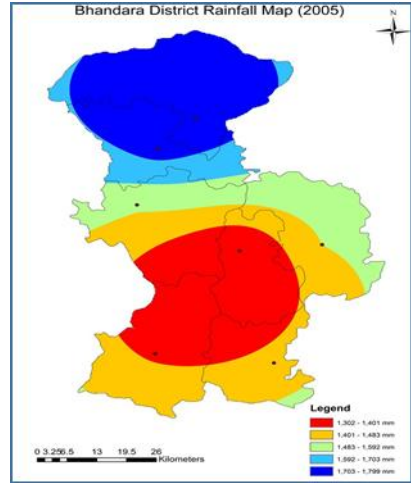 Bhandara District Rainfall Map (2005)
N
Legend
1,302 - 1,401 mm
1,401 - 1,483 mm
1,483 - 1,592 mm
1,592 - 1,703 mm
1,703 - 1,799 mm
0 3.25 6.5 13 19.5 26
Kilometers